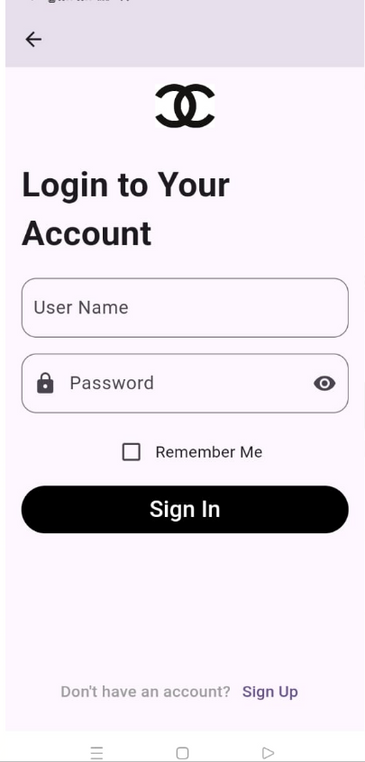 Login to Your
Account
User Name
Password
Remember Me
Sign In
Don't have an account? Sign Up